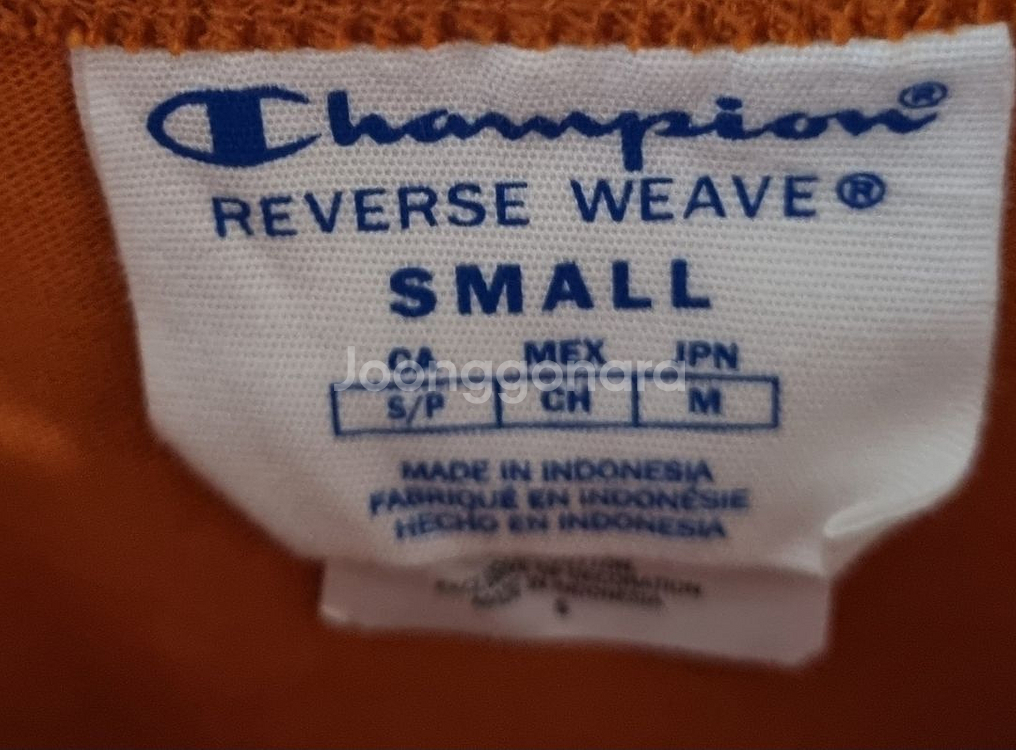 Champion®
REVERSE WEAVE®
SMALL
CA MEX JPN
S/P CH M
Joonggonara
MADE IN INDONESIA
FABRIQUÉ EN INDONÉSIE
HECHO EN INDONESIA